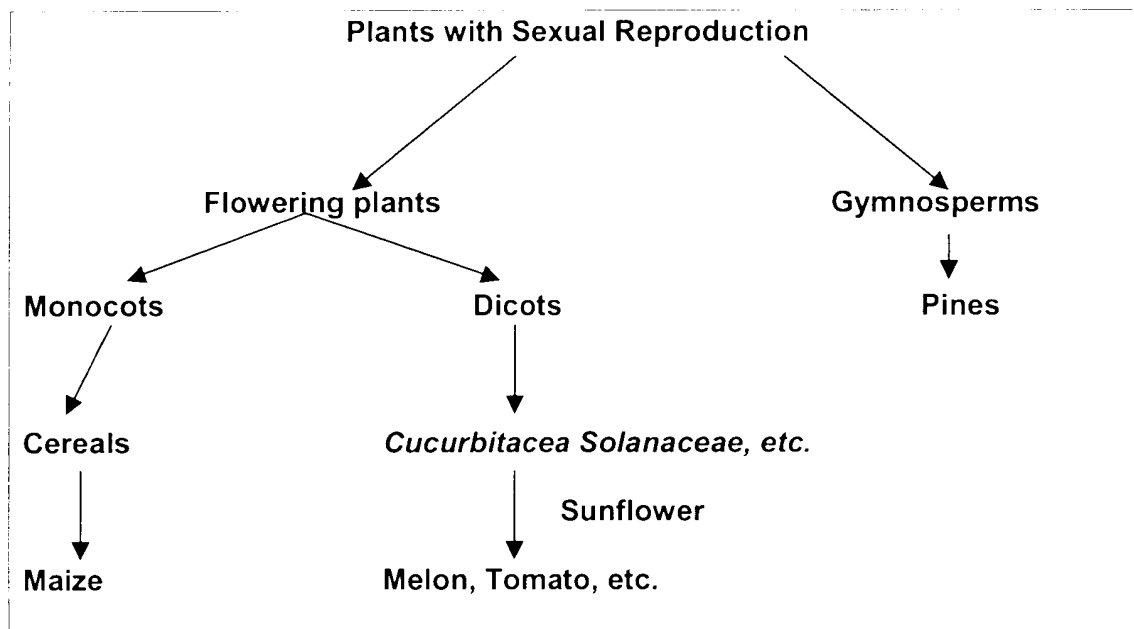 Plants with Sexual Reproduction
Flowering plants
Gymnosperms
Monocots
Dicots
Pines
Cereals
Cucurbitacea Solanaceae, etc.
Sunflower
Maize
Melon, Tomato, etc.